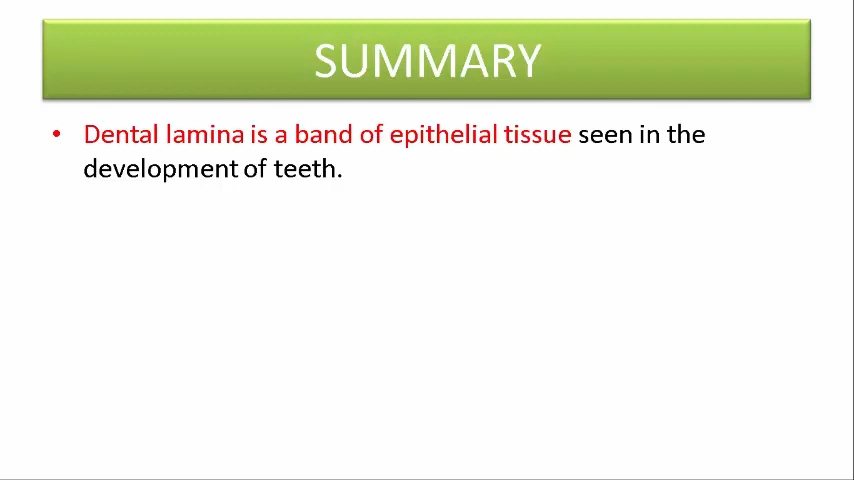 SUMMARY
• Dental lamina is a band of epithelial tissue seen in the
development of teeth.